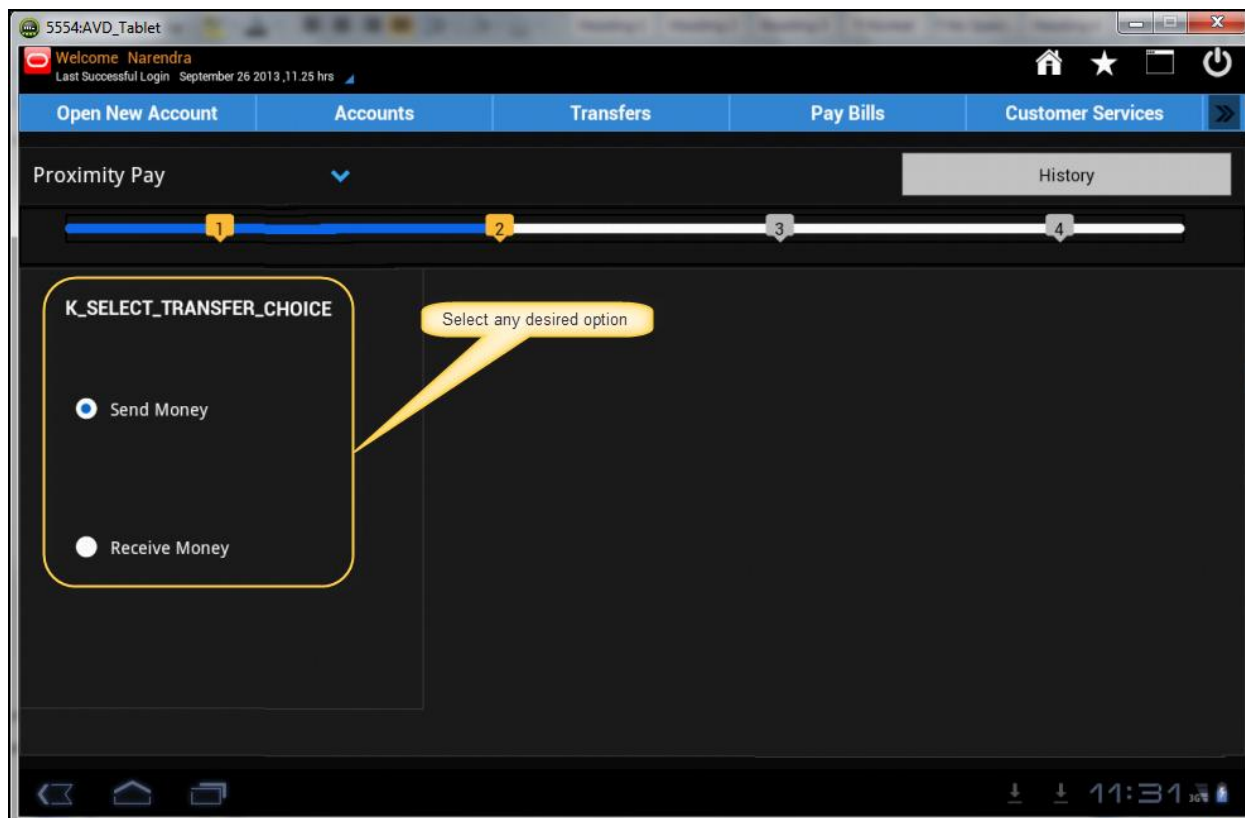 5554:AVD_Tablet
Welcome Narendra
Last Successful Login September 26 2013 ,11.25 hrs
Open New Account Accounts Transfers Pay Bills Customer Services
Proximity Pay History
1 2 3 4
K_SELECT_TRANSFER_CHOICE
Select any desired option
Send Money
Receive Money
11:31 3G